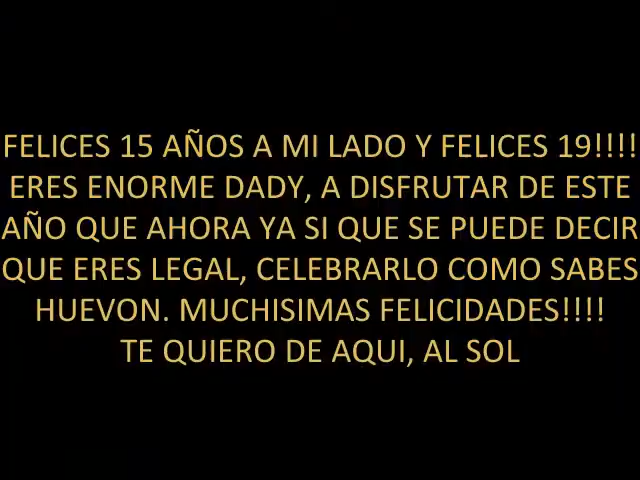 FELICES 15 AÑOS A MI LADO Y FELICES 19!!!!
ERES ENORME DADY, A DISFRUTAR DE ESTE
AÑO QUE AHORA YA SI QUE SE PUEDE DECIR
QUE ERES LEGAL, CELEBRARLO COMO SABES
HUEVON. MUCHISIMAS FELICIDADES!!!!
TE QUIERO DE AQUI, AL SOL